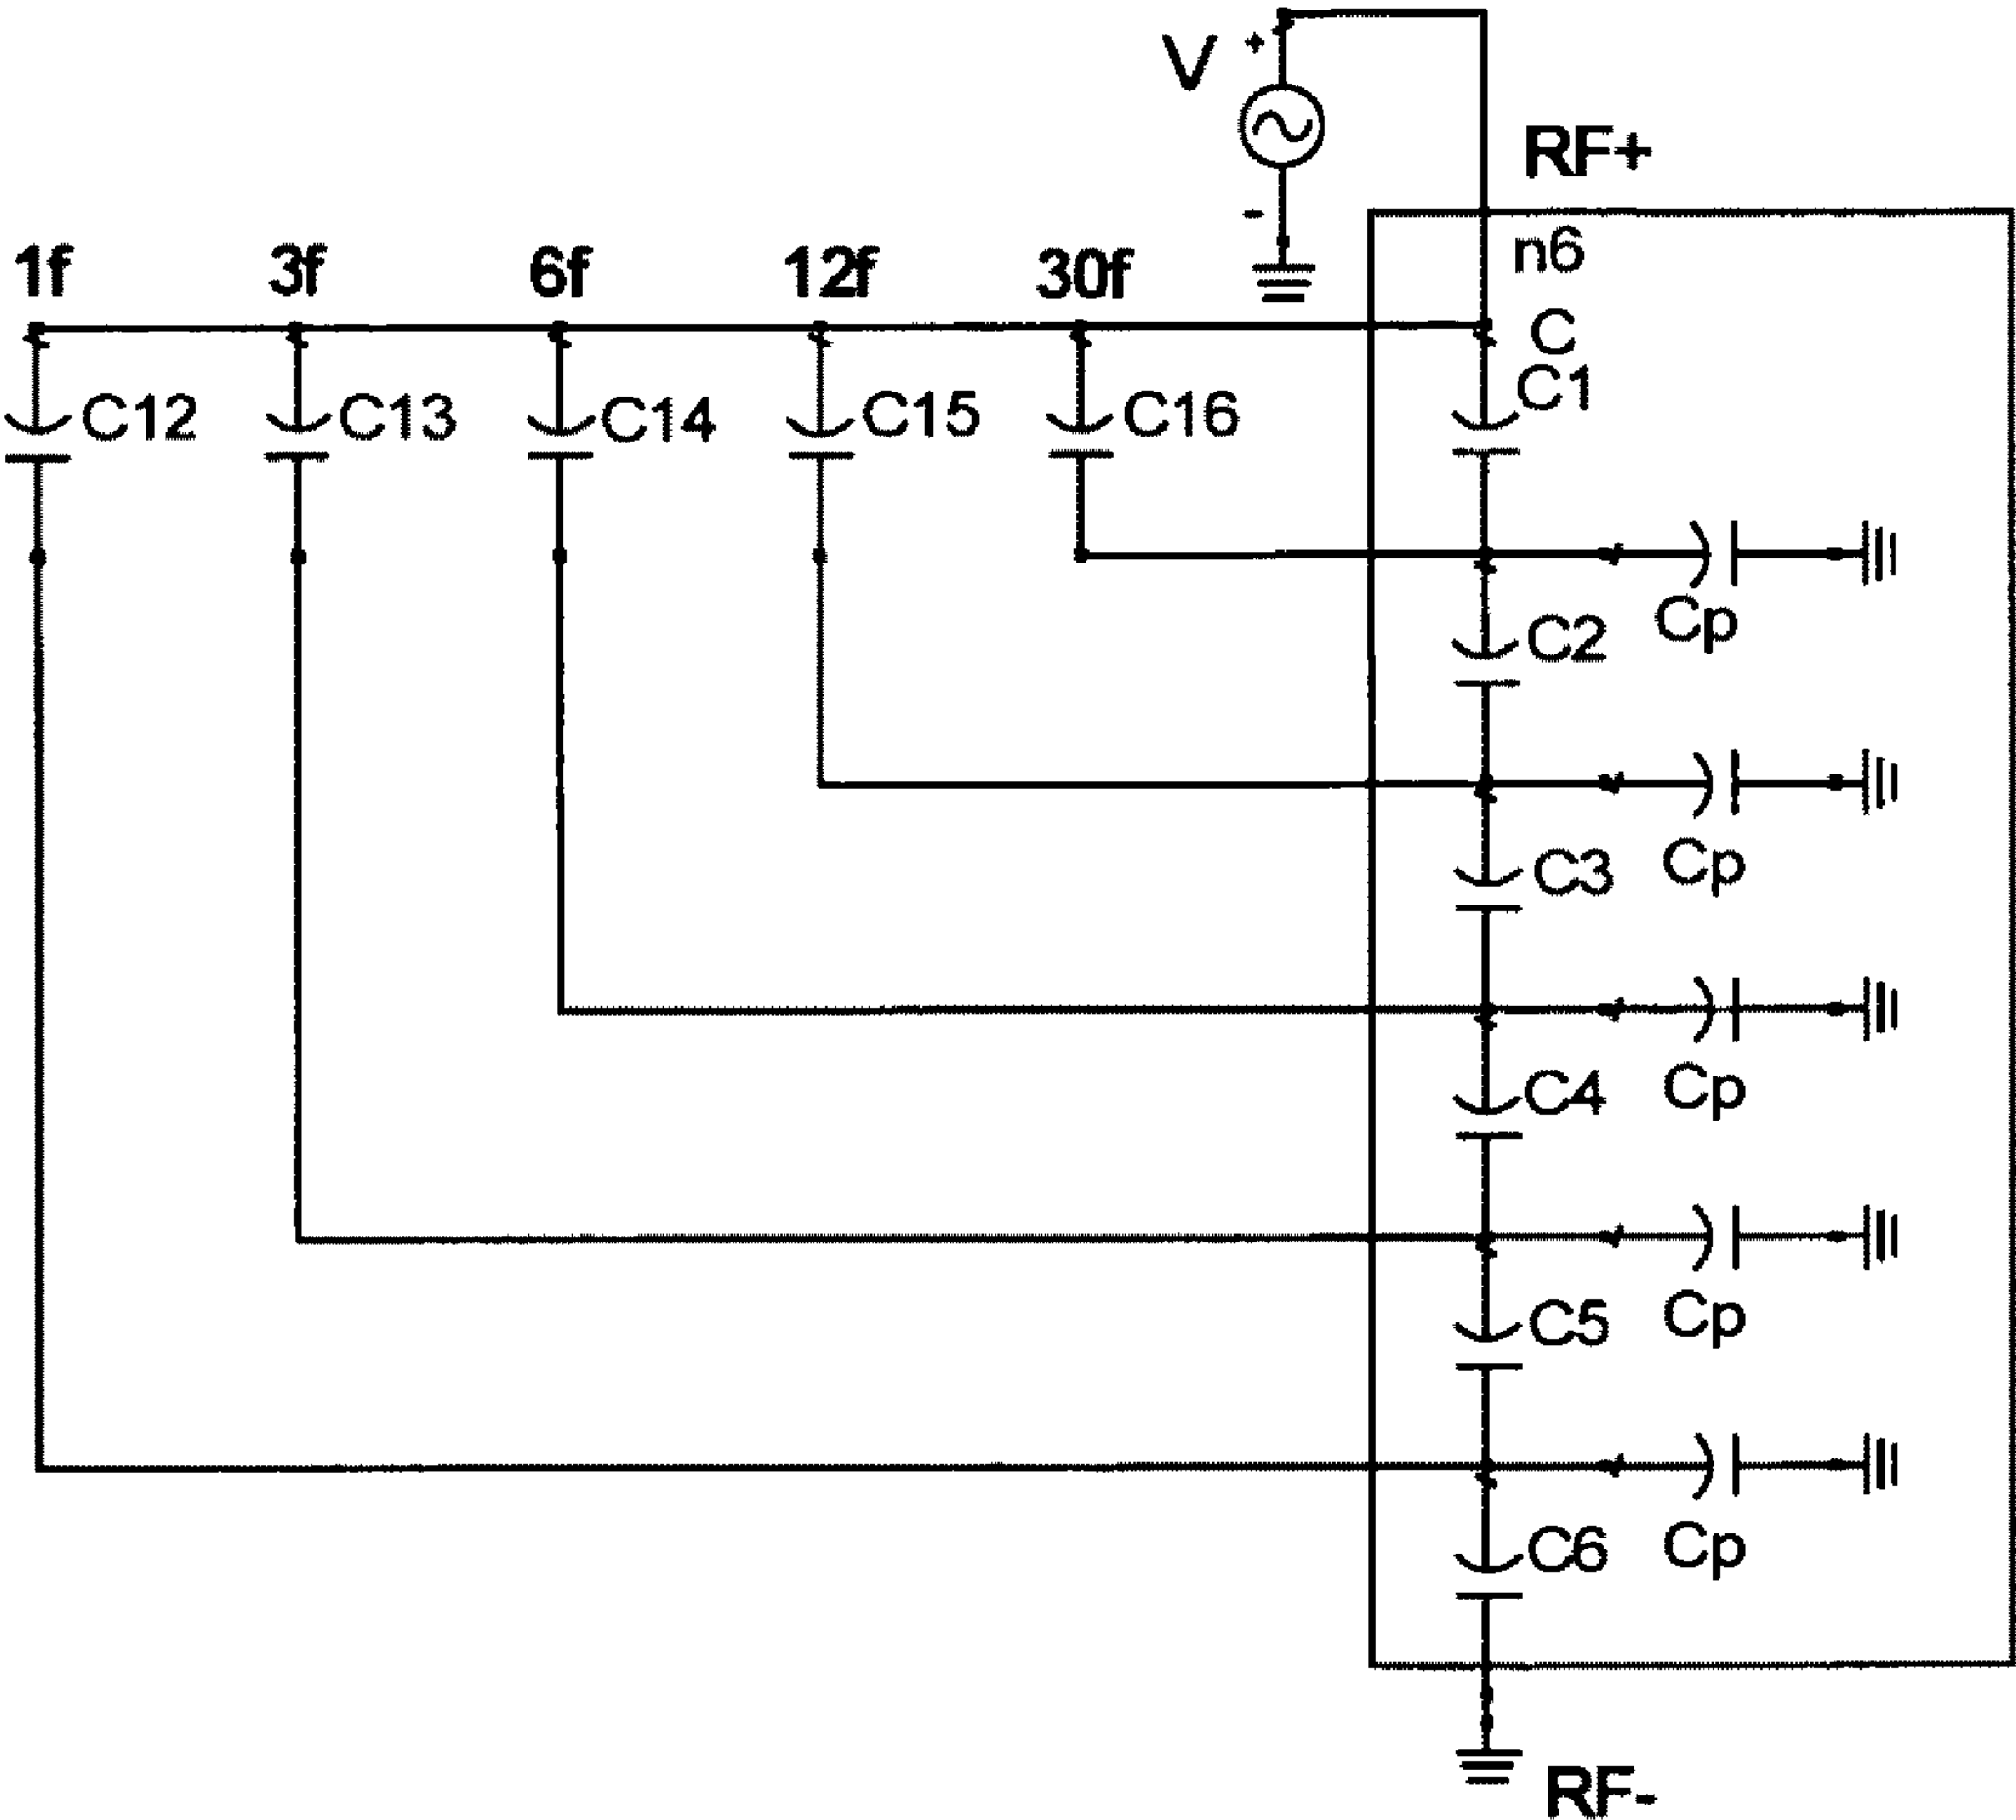 V +
-
RF+
n6
1f 3f 6f 12f 30f
C
C1
C12 C13 C14 C15 C16
Cp
C2
Cp
C3
Cp
C4
Cp
C5
Cp
C6
RF-